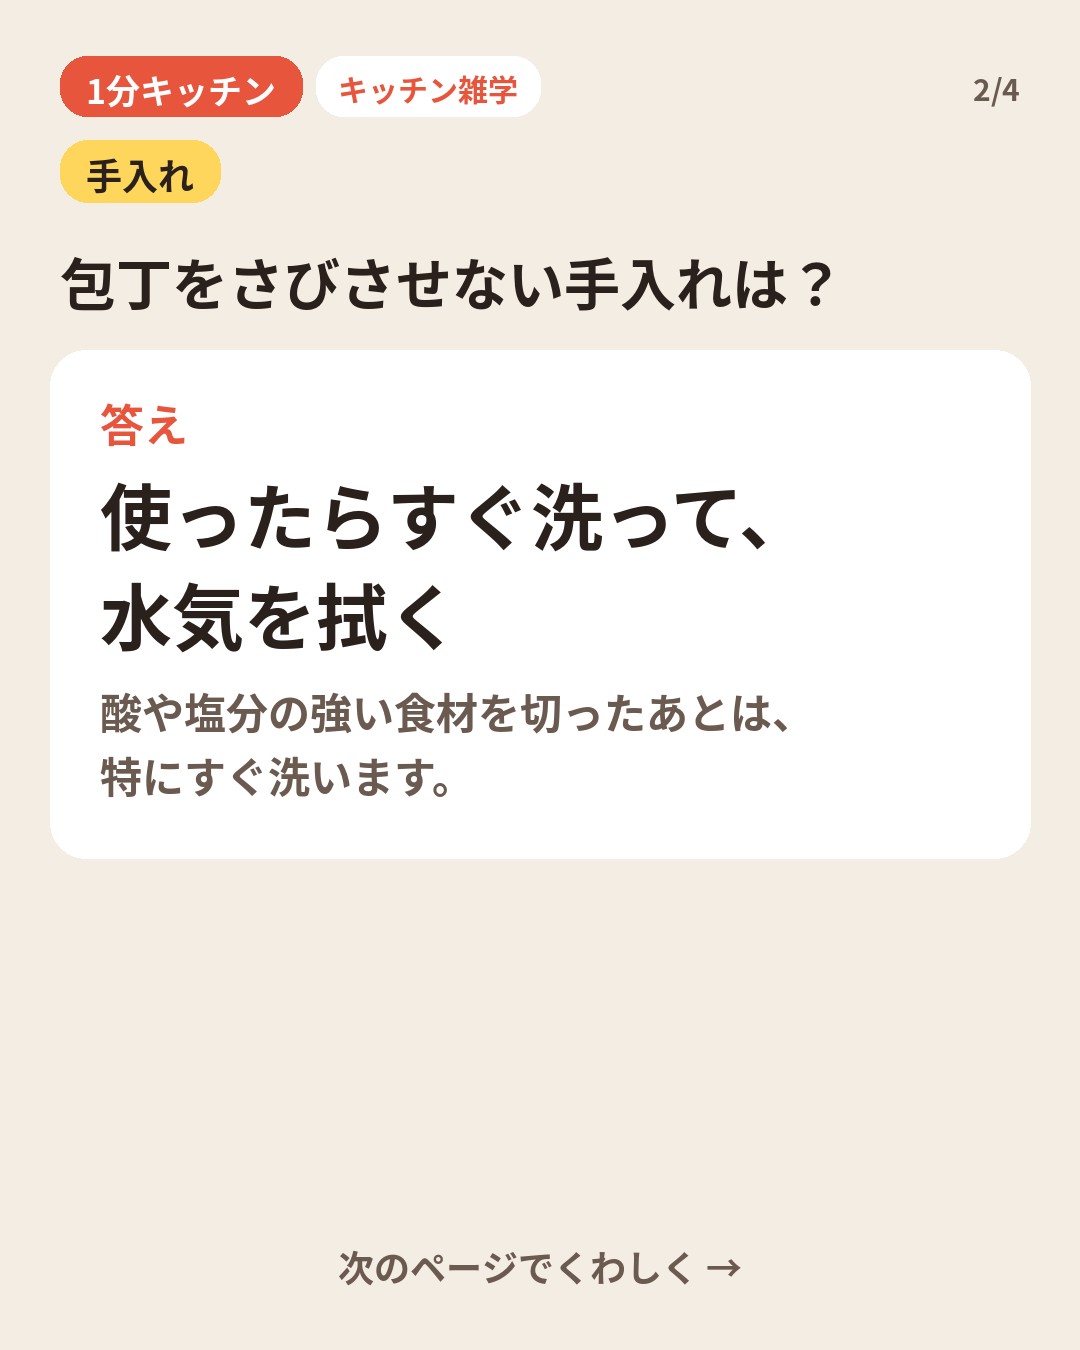 1分キッチン
キッチン雑学
2/4
手入れ
包丁をさびさせない手入れは？
答え
使ったらすぐ洗って、
水気を拭く
酸や塩分の強い食材を切ったあとは、
特にすぐ洗います。
次のページでくわしく →